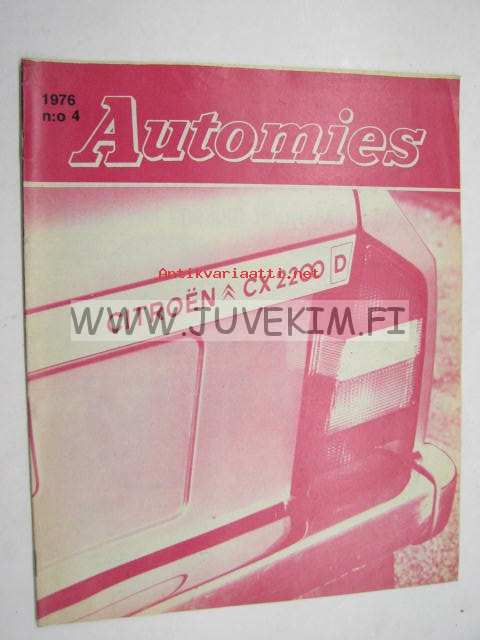 1976
n:o 4
Automies
Antikvariaatti.net
CITROËN CX 2200 D
WWW.JUVEKIM.FI